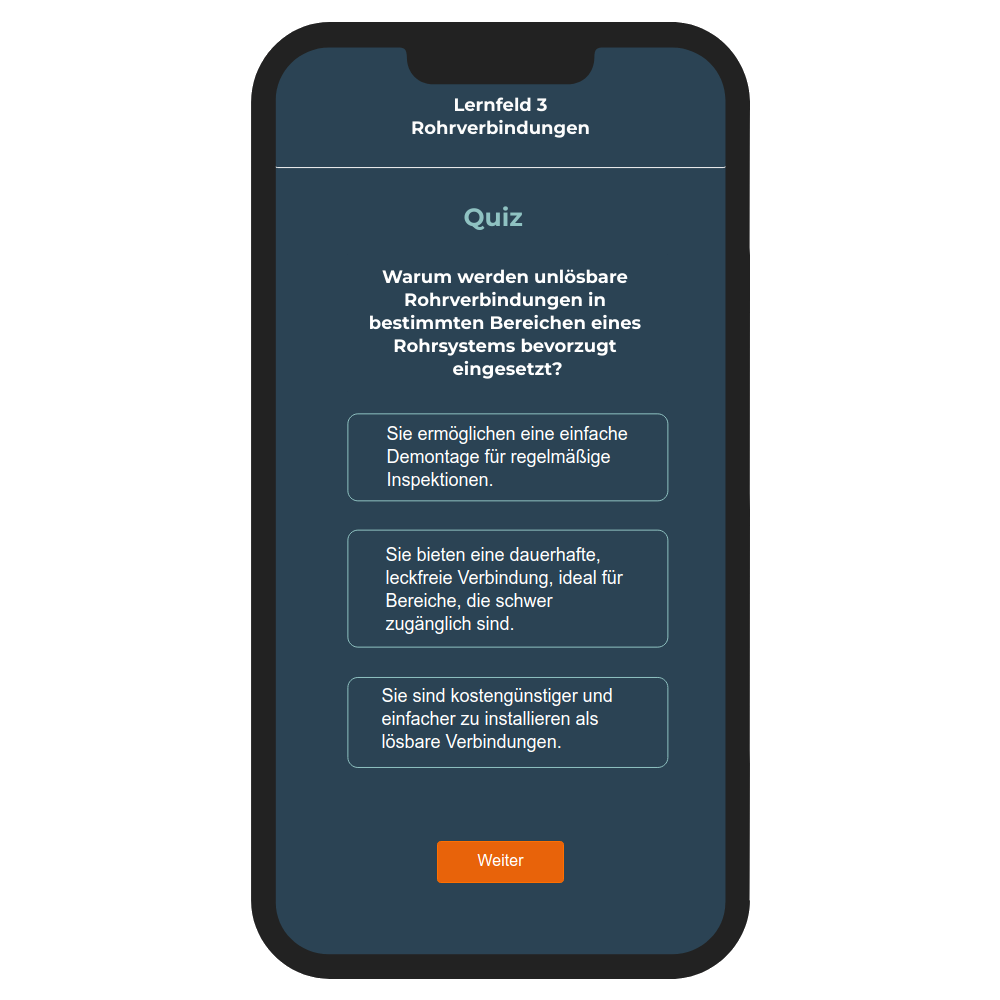 Lernfeld 3
Rohrverbindungen
Quiz
Warum werden unlösbare
Rohrverbindungen in
bestimmten Bereichen eines
Rohrsystems bevorzugt
eingesetzt?
Sie ermöglichen eine einfache
Demontage für regelmäßige
Inspektionen.
Sie bieten eine dauerhafte,
leckfreie Verbindung, ideal für
Bereiche, die schwer
zugänglich sind.
Sie sind kostengünstiger und
einfacher zu installieren als
lösbare Verbindungen.
Weiter